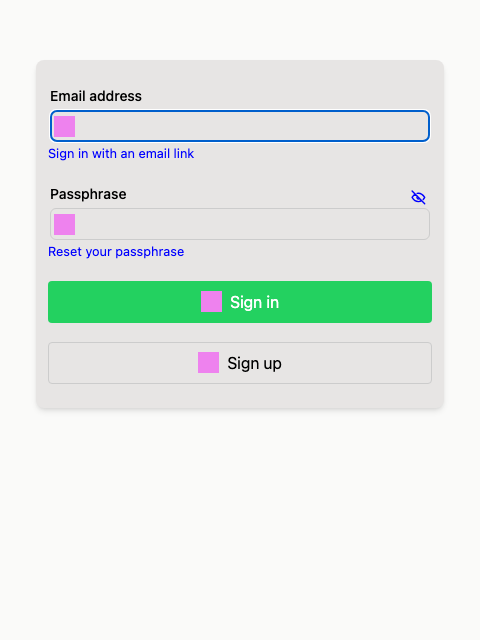 Email address
Sign in with an email link
Passphrase
Reset your passphrase
Sign in
Sign up